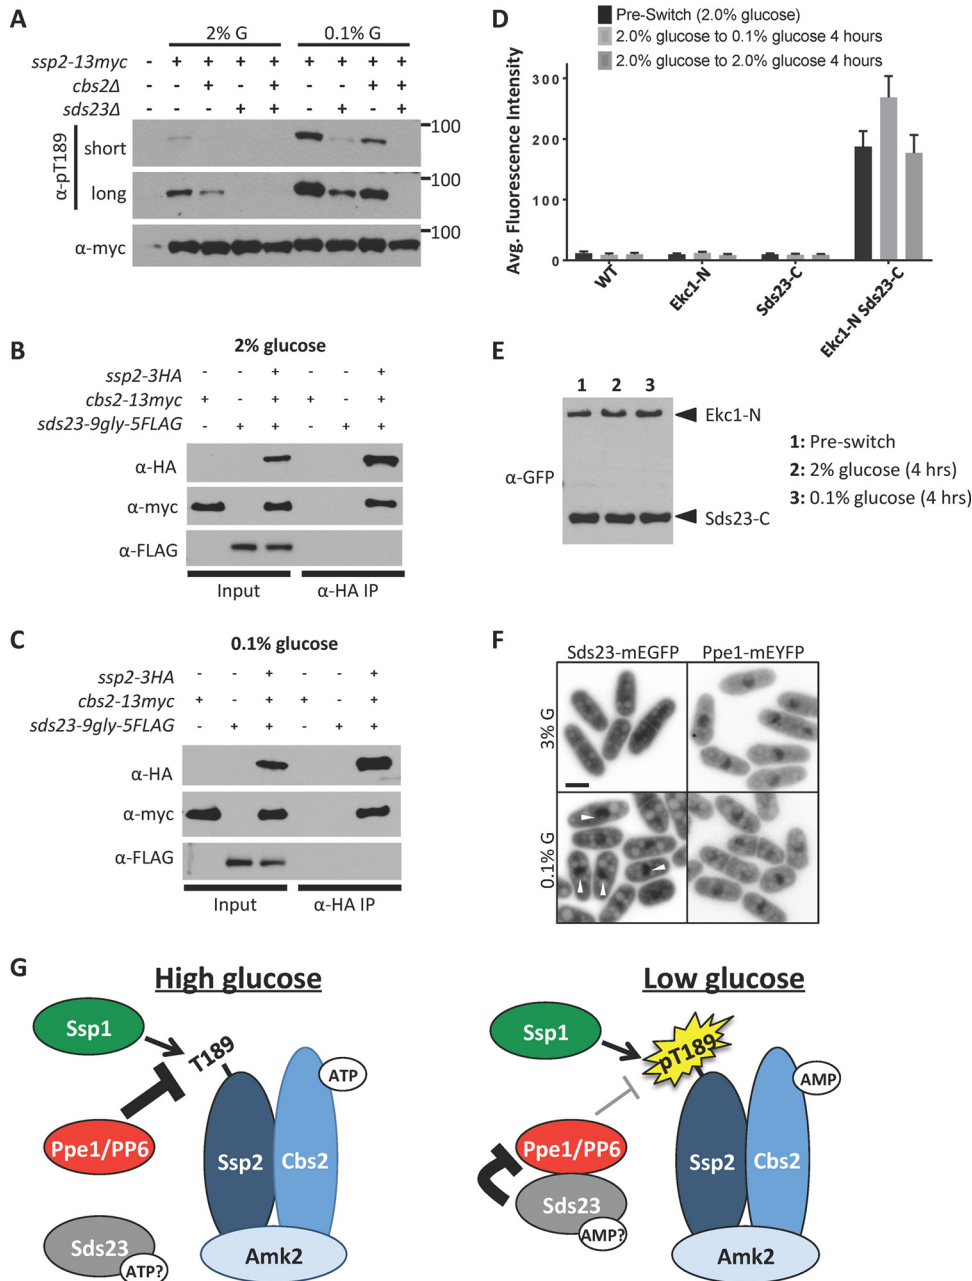 A
2% G
0.1% G
ssp2-13myc - + + + + + + + +
cbs2Δ - - + - + - - + +
sds23Δ - - - + + - + - +
α-pT189
short
100
long
100
α-myc
100
B
2% glucose
ssp2-3HA - - + - - +
cbs2-13myc + - + + - +
sds23-9gly-5FLAG - + + - + +
α-HA
α-myc
α-FLAG
Input
α-HA IP
C
0.1% glucose
ssp2-3HA - - + - - +
cbs2-13myc + - + + - +
sds23-9gly-5FLAG - + + - + +
α-HA
α-myc
α-FLAG
Input
α-HA IP
D
Pre-Switch (2.0% glucose)
2.0% glucose to 0.1% glucose 4 hours
2.0% glucose to 2.0% glucose 4 hours
Avg. Fluorescence Intensity
300
200
100
0
WT
Ekc1-N
Sds23-C
Ekc1-N Sds23-C
E
1 2 3
α-GFP
Ekc1-N
Sds23-C
1: Pre-switch
2: 2% glucose (4 hrs)
3: 0.1% glucose (4 hrs)
F
Sds23-mEGFP
Ppe1-mEYFP
3% G
0.1% G
G
High glucose
Ssp1
T189
ATP
Ppe1/PP6
Ssp2
Cbs2
Sds23
ATP?
Amk2
Low glucose
Ssp1
pT189
AMP
Ppe1/PP6
Ssp2
Cbs2
Sds23
AMP?
Amk2